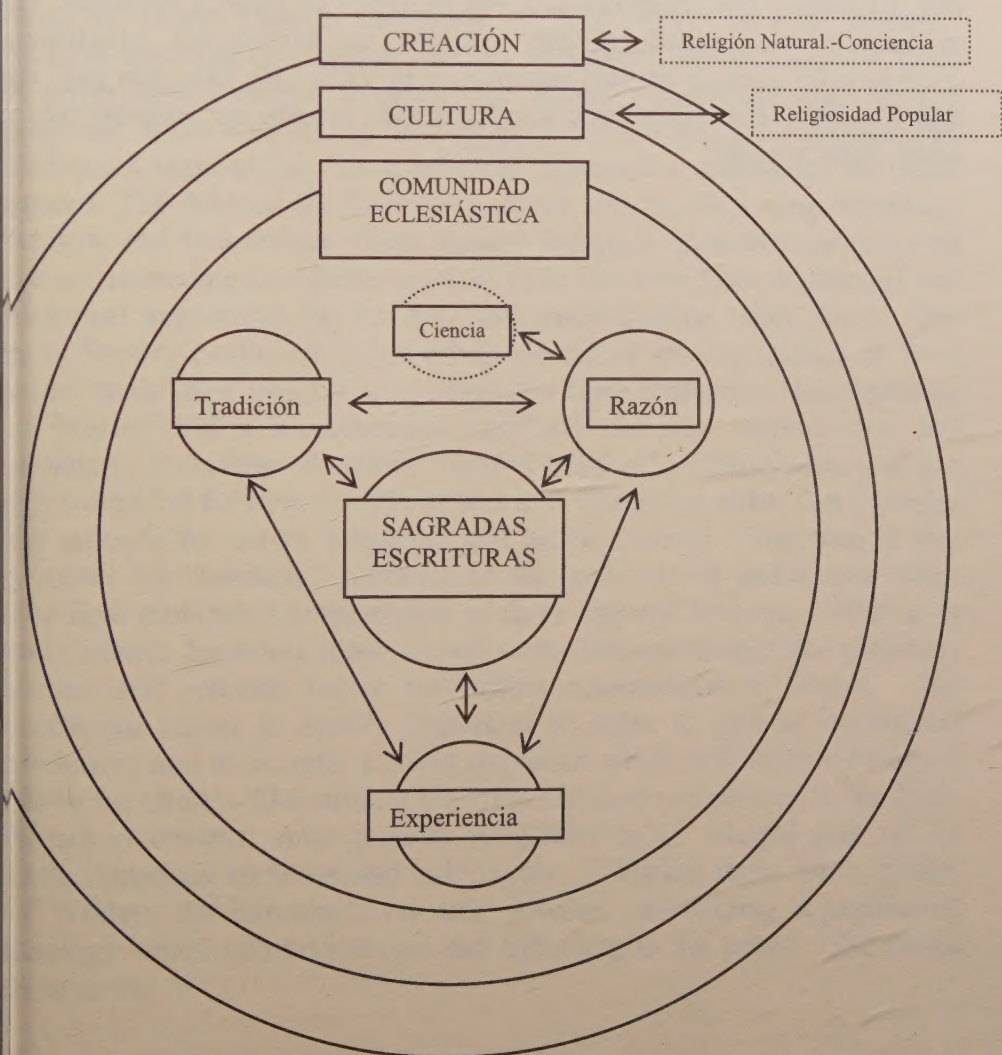 CREACIÓN
Religión Natural.-Conciencia
CULTURA
Religiosidad Popular
COMUNIDAD
ECLESIÁSTICA
Ciencia
Tradición
Razón
SAGRADAS
ESCRITURAS
Experiencia